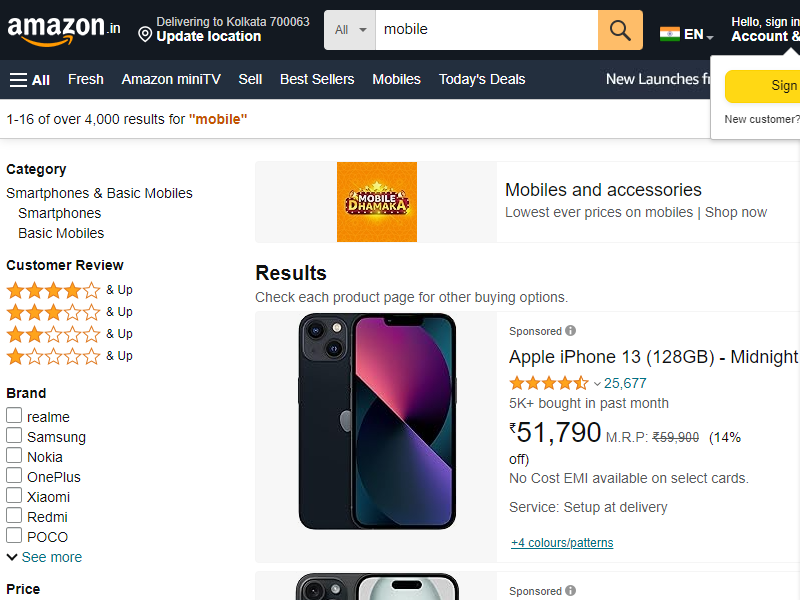 amazon.in
Delivering to Kolkata 700063
Update location
All
mobile
EN
Hello, sign in
Account &
All
Fresh
Amazon miniTV
Sell
Best Sellers
Mobiles
Today's Deals
New Launches
Sign
New customer?
1-16 of over 4,000 results for "mobile"
Category
Smartphones & Basic Mobiles
Smartphones
Basic Mobiles
Customer Review
& Up
& Up
& Up
& Up
Brand
realme
Samsung
Nokia
OnePlus
Xiaomi
Redmi
POCO
See more
Price
MOBILE
DHAMAKA
Mobiles and accessories
Lowest ever prices on mobiles | Shop now
Results
Check each product page for other buying options.
Sponsored
Apple iPhone 13 (128GB) - Midnight
25,677
5K+ bought in past month
₹51,790 M.R.P: ₹59,900 (14%
off)
No Cost EMI available on select cards.
Service: Setup at delivery
+4 colours/patterns
Sponsored